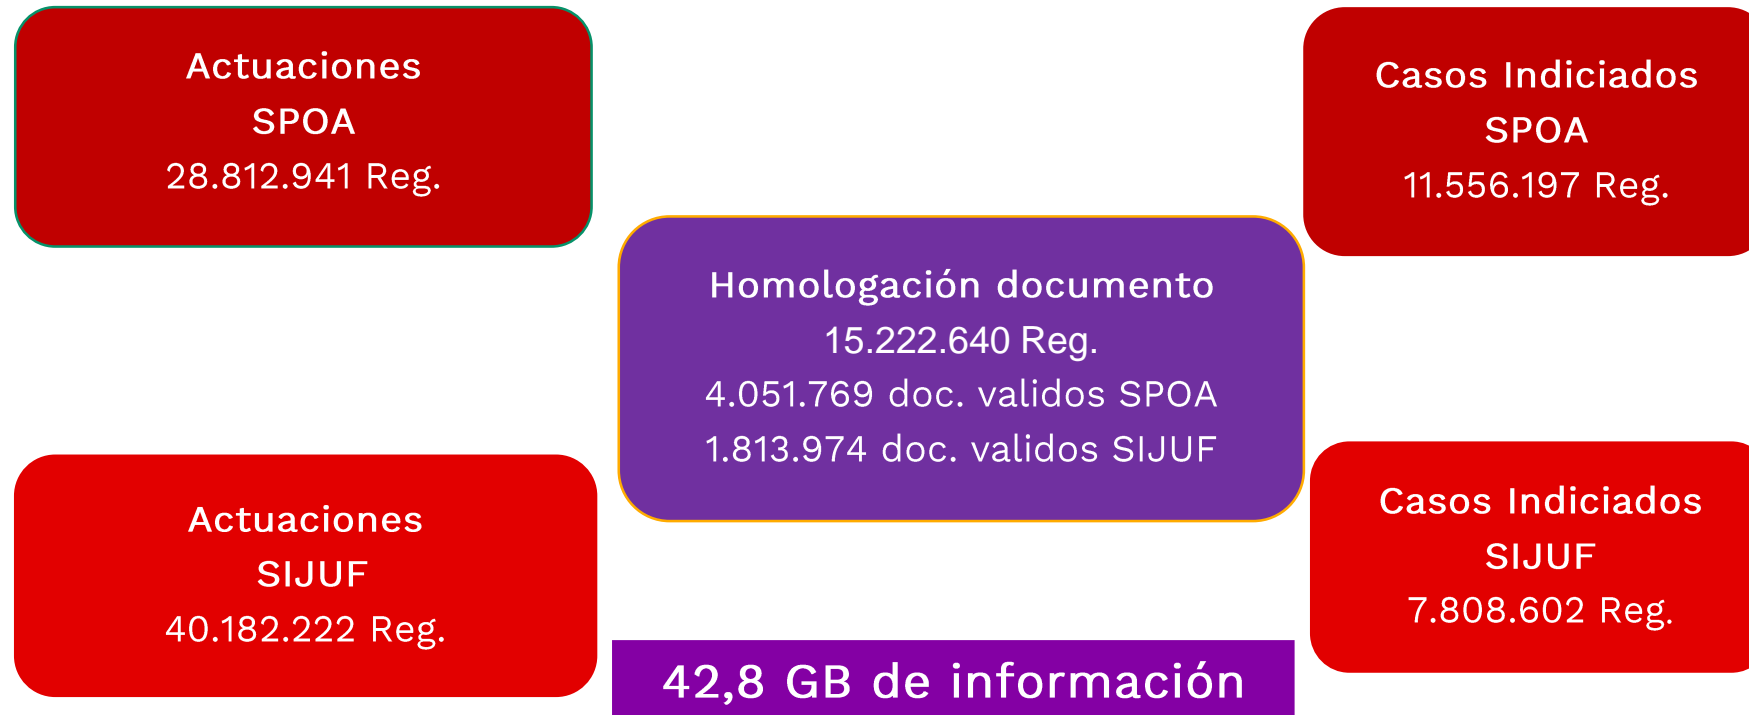 Actuaciones
SPOA
28.812.941 Reg.
Casos Indiciados
SPOA
11.556.197 Reg.
Homologación documento
15.222.640 Reg.
4.051.769 doc. validos SPOA
1.813.974 doc. validos SIJUF
Actuaciones
SIJUF
40.182.222 Reg.
Casos Indiciados
SIJUF
7.808.602 Reg.
42,8 GB de información